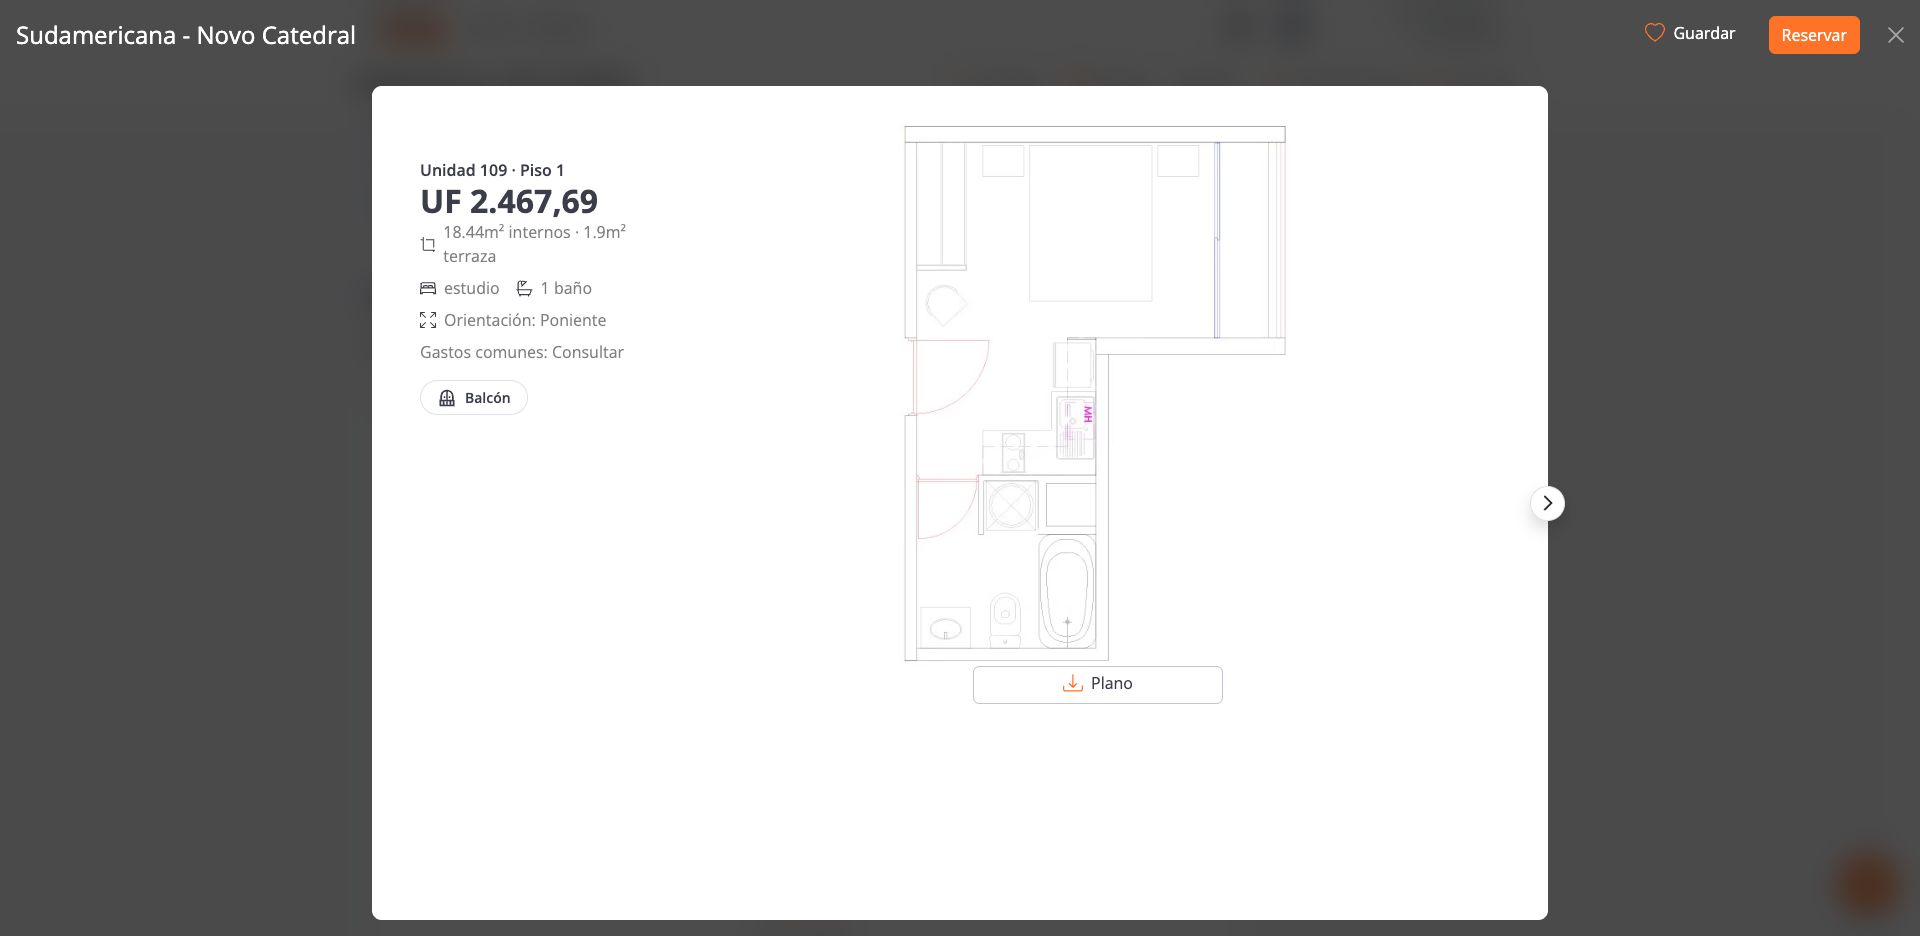 Sudamericana - Novo Catedral
Guardar
Reservar
Unidad 109 · Piso 1
UF 2.467,69
18.44m² internos · 1.9m²
terraza
estudio
1 baño
Orientación: Poniente
Gastos comunes: Consultar
Balcón
MH
Plano